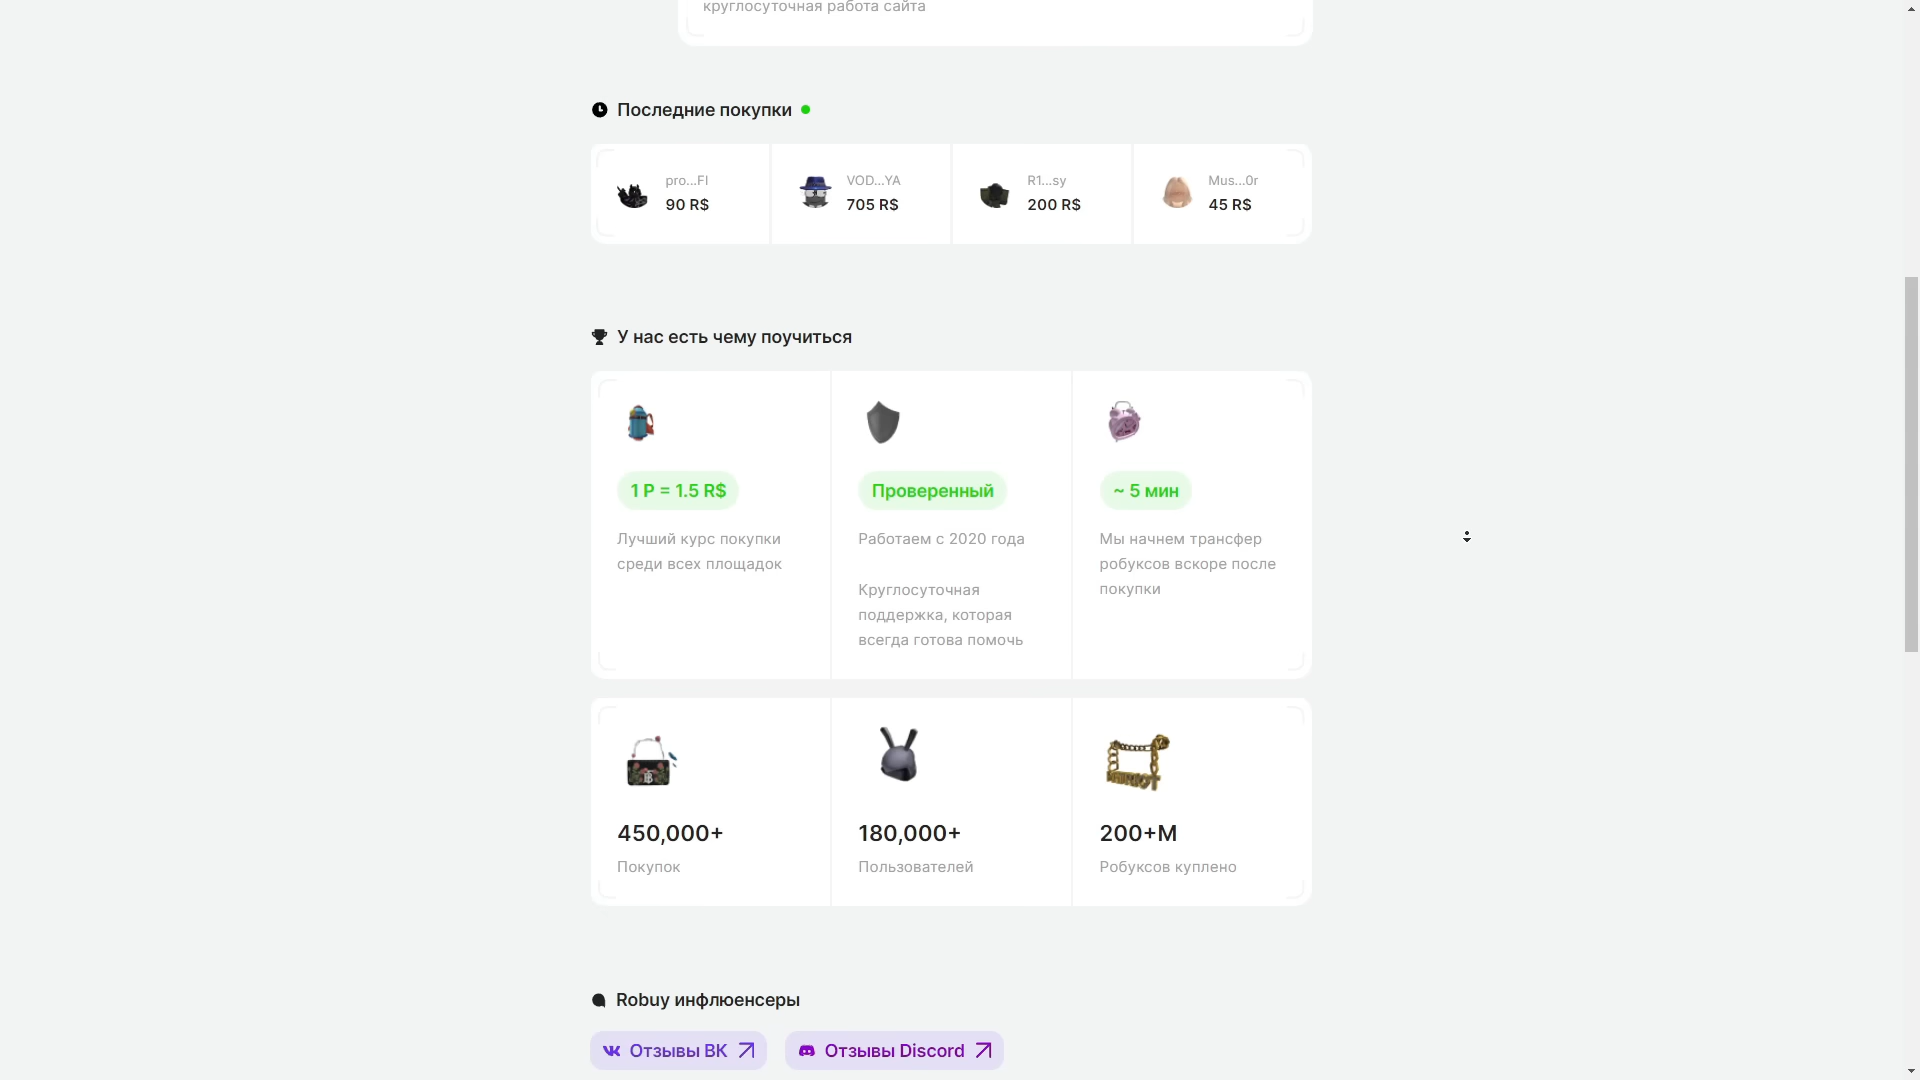 круглосуточная работа сайта
Последние покупки
pro...FI
90 R$
VOD...YA
705 R$
R1...sy
200 R$
Mus...0r
45 R$
У нас есть чему поучиться
1 Р = 1.5 R$
Лучший курс покупки
среди всех площадок
Проверенный
Работаем с 2020 года
Круглосуточная
поддержка, которая
всегда готова помочь
~ 5 мин
Мы начнем трансфер
робуксов вскоре после
покупки
450,000+
Покупок
180,000+
Пользователей
200+М
Робуксов куплено
Robuy инфлюенсеры
Отзывы ВК
Отзывы Discord